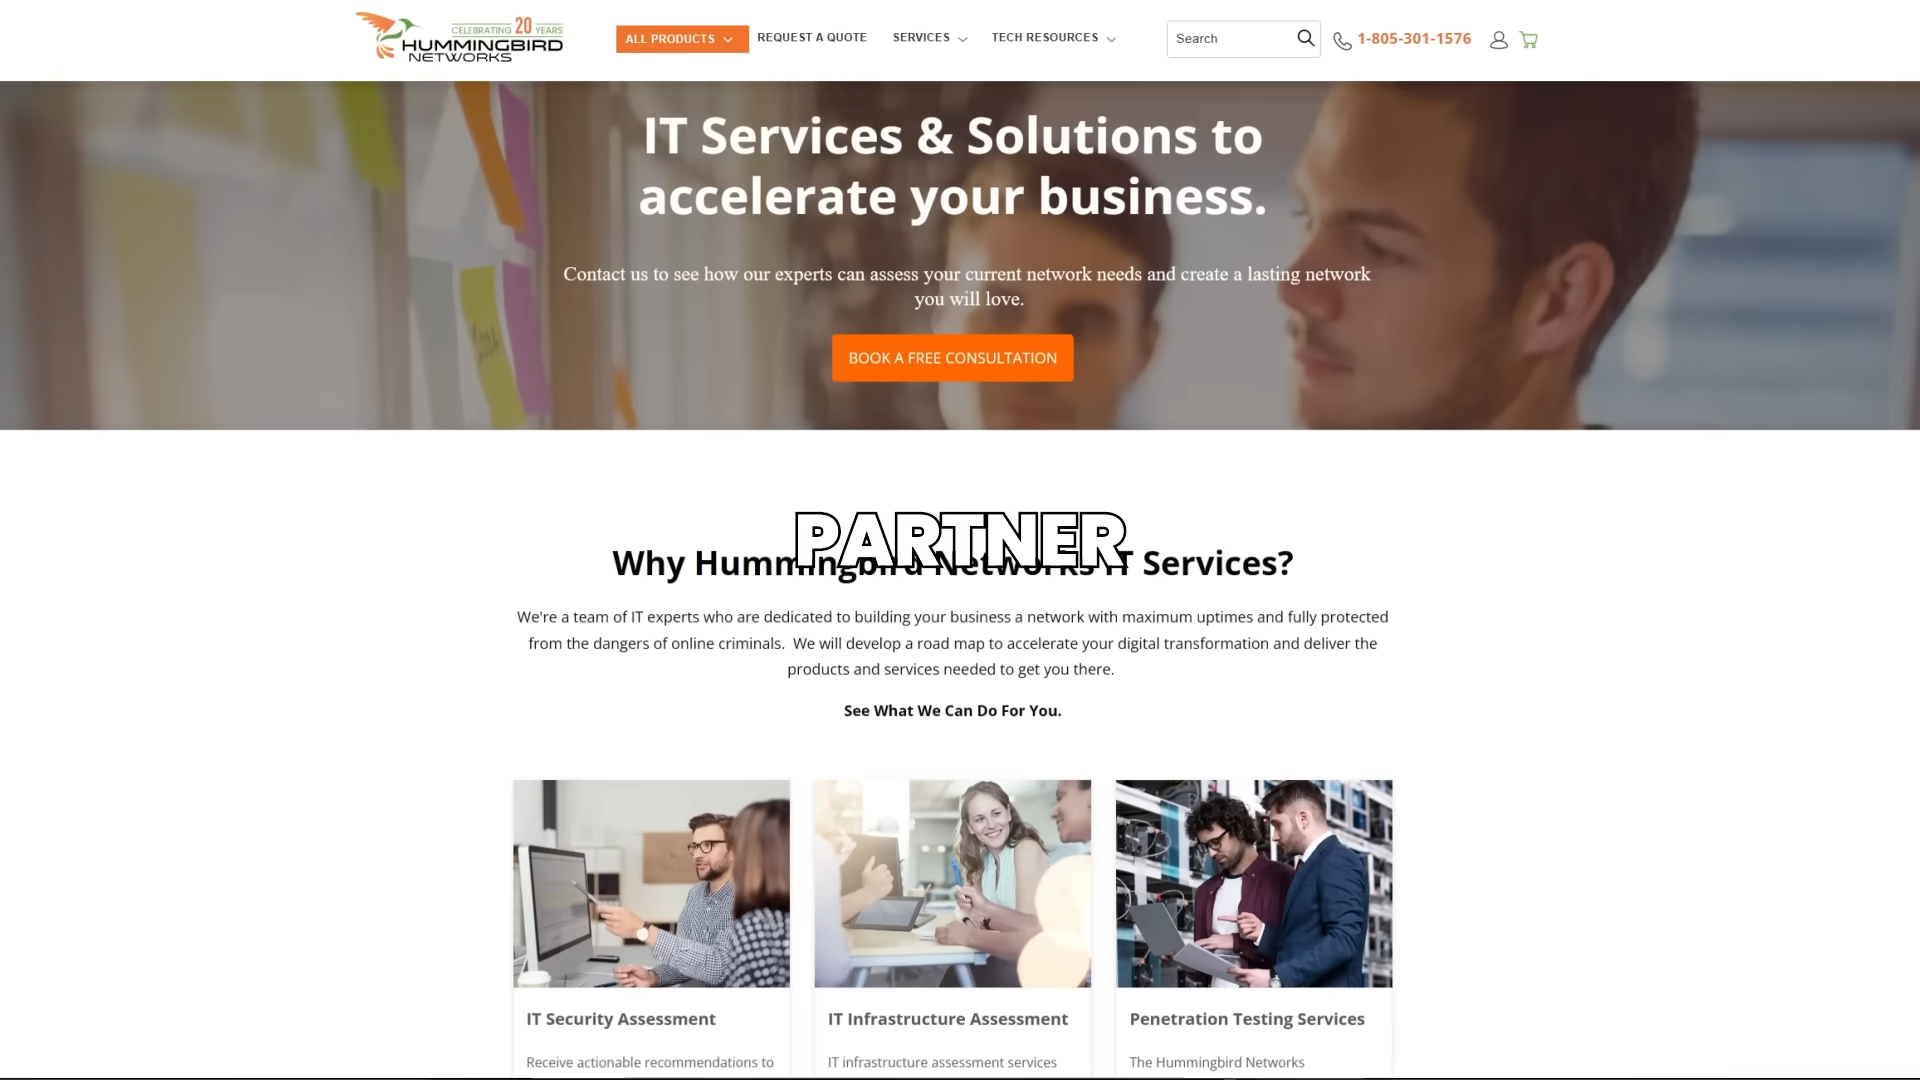 CELEBRATING 20 YEARS
HUMMINGBIRD
NETWORKS
ALL PRODUCTS
REQUEST A QUOTE
SERVICES
TECH RESOURCES
Search
1-805-301-1576
IT Services & Solutions to
accelerate your business.
Contact us to see how our experts can assess your current network needs and create a lasting network
you will love.
BOOK A FREE CONSULTATION
PARTNER
Why Hummingbird Networks IT Services?
We're a team of IT experts who are dedicated to building your business a network with maximum uptimes and fully protected
from the dangers of online criminals. We will develop a road map to accelerate your digital transformation and deliver the
products and services needed to get you there.
See What We Can Do For You.
IT Security Assessment
IT Infrastructure Assessment
Penetration Testing Services
Receive actionable recommendations to
IT infrastructure assessment services
The Hummingbird Networks